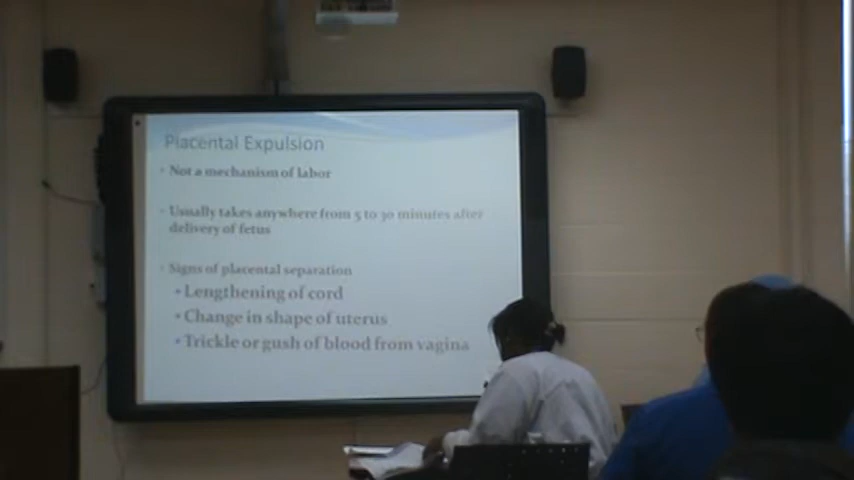 Placental Expulsion
Not a mechanism of labor
Usually takes anywhere from 5 to 30 minutes after
delivery of fetus
Signs of placental separation
Lengthening of cord
Change in shape of uterus
Trickle or gush of blood from vagina